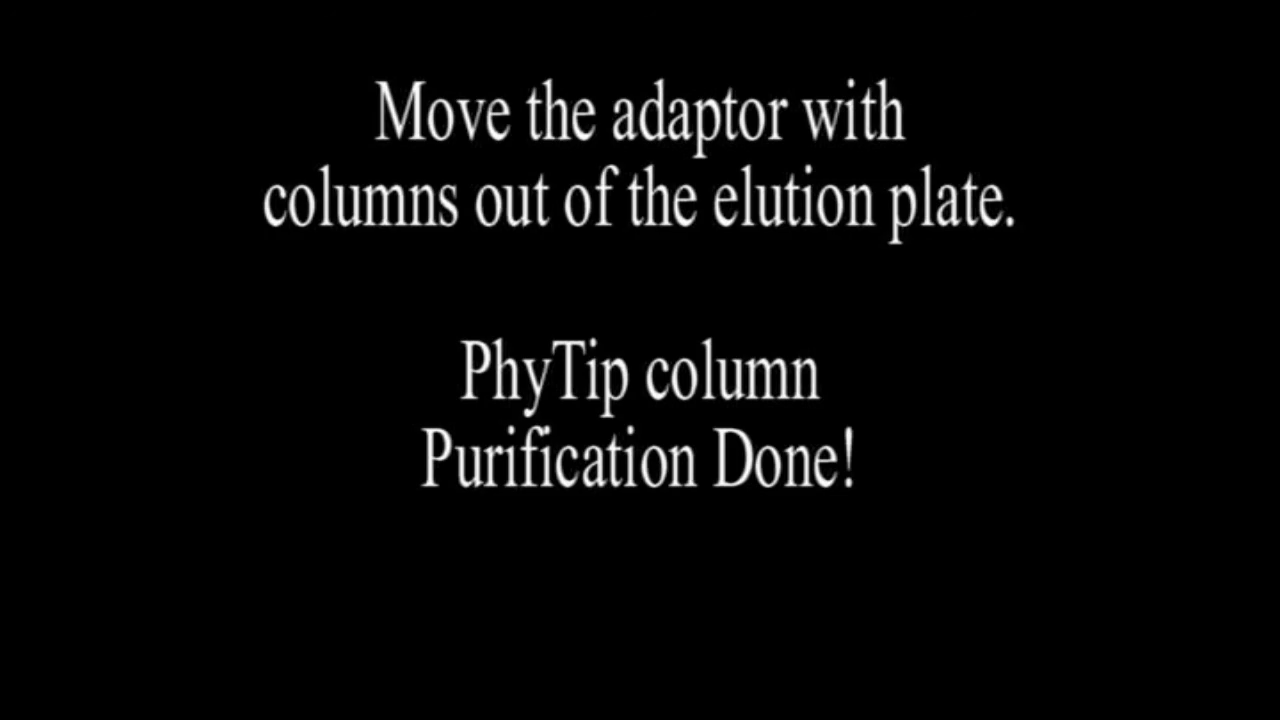 Move the adaptor with
columns out of the elution plate.
PhyTip column
Purification Done!